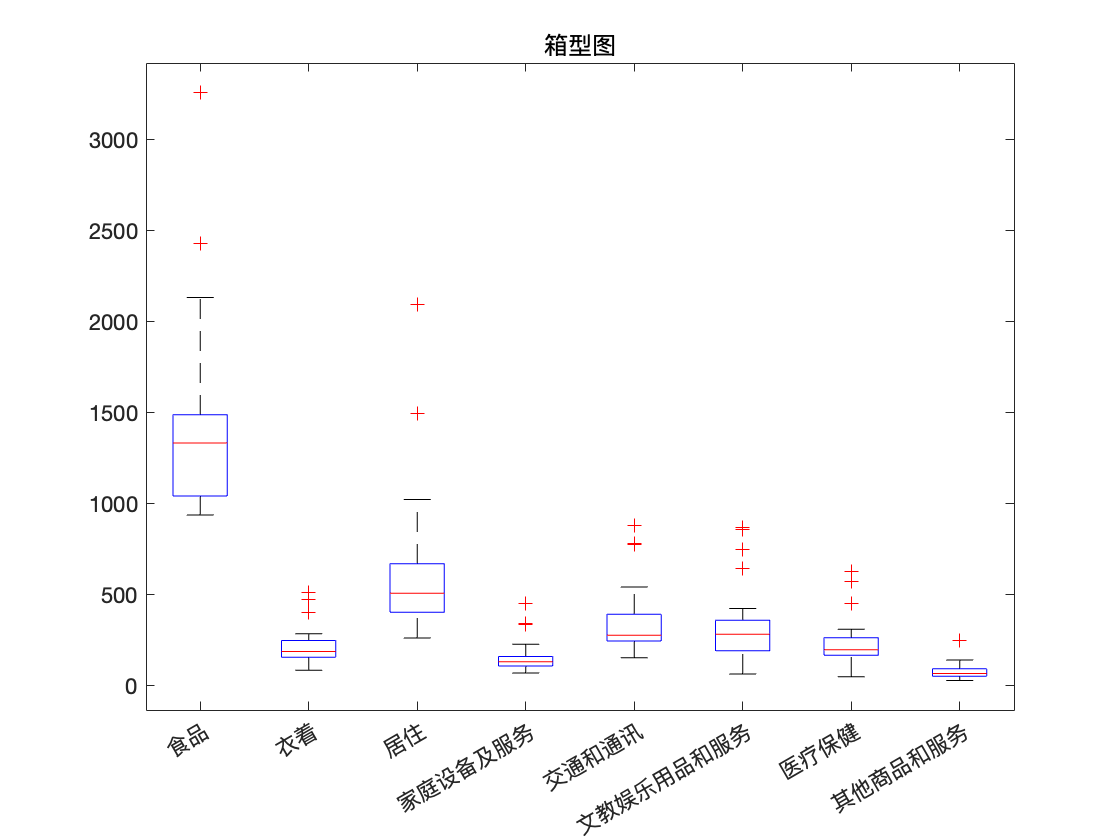 箱型图
3000
2500
2000
1500
1000
500
0
食品
衣着
居住
家庭设备及服务
交通和通讯
文教娱乐用品和服务
医疗保健
其他商品和服务